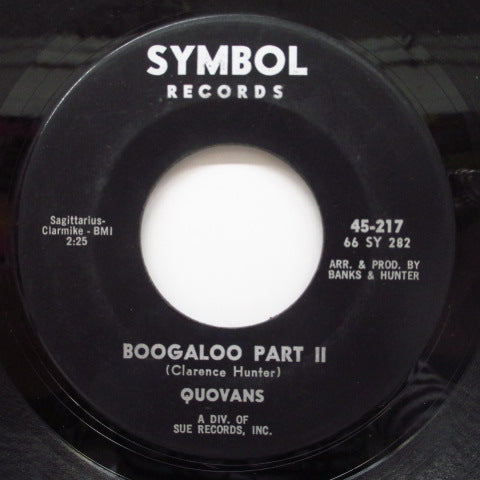 SYMBOL
RECORDS
Sagittarius-
Clarmike - BMI
2:25
45-217
66 SY 282
ARR. & PROD. BY
BANKS & HUNTER
BOOGALOO PART II
(Clarence Hunter)
QUOVANS
A DIV. OF
SUE RECORDS, INC.